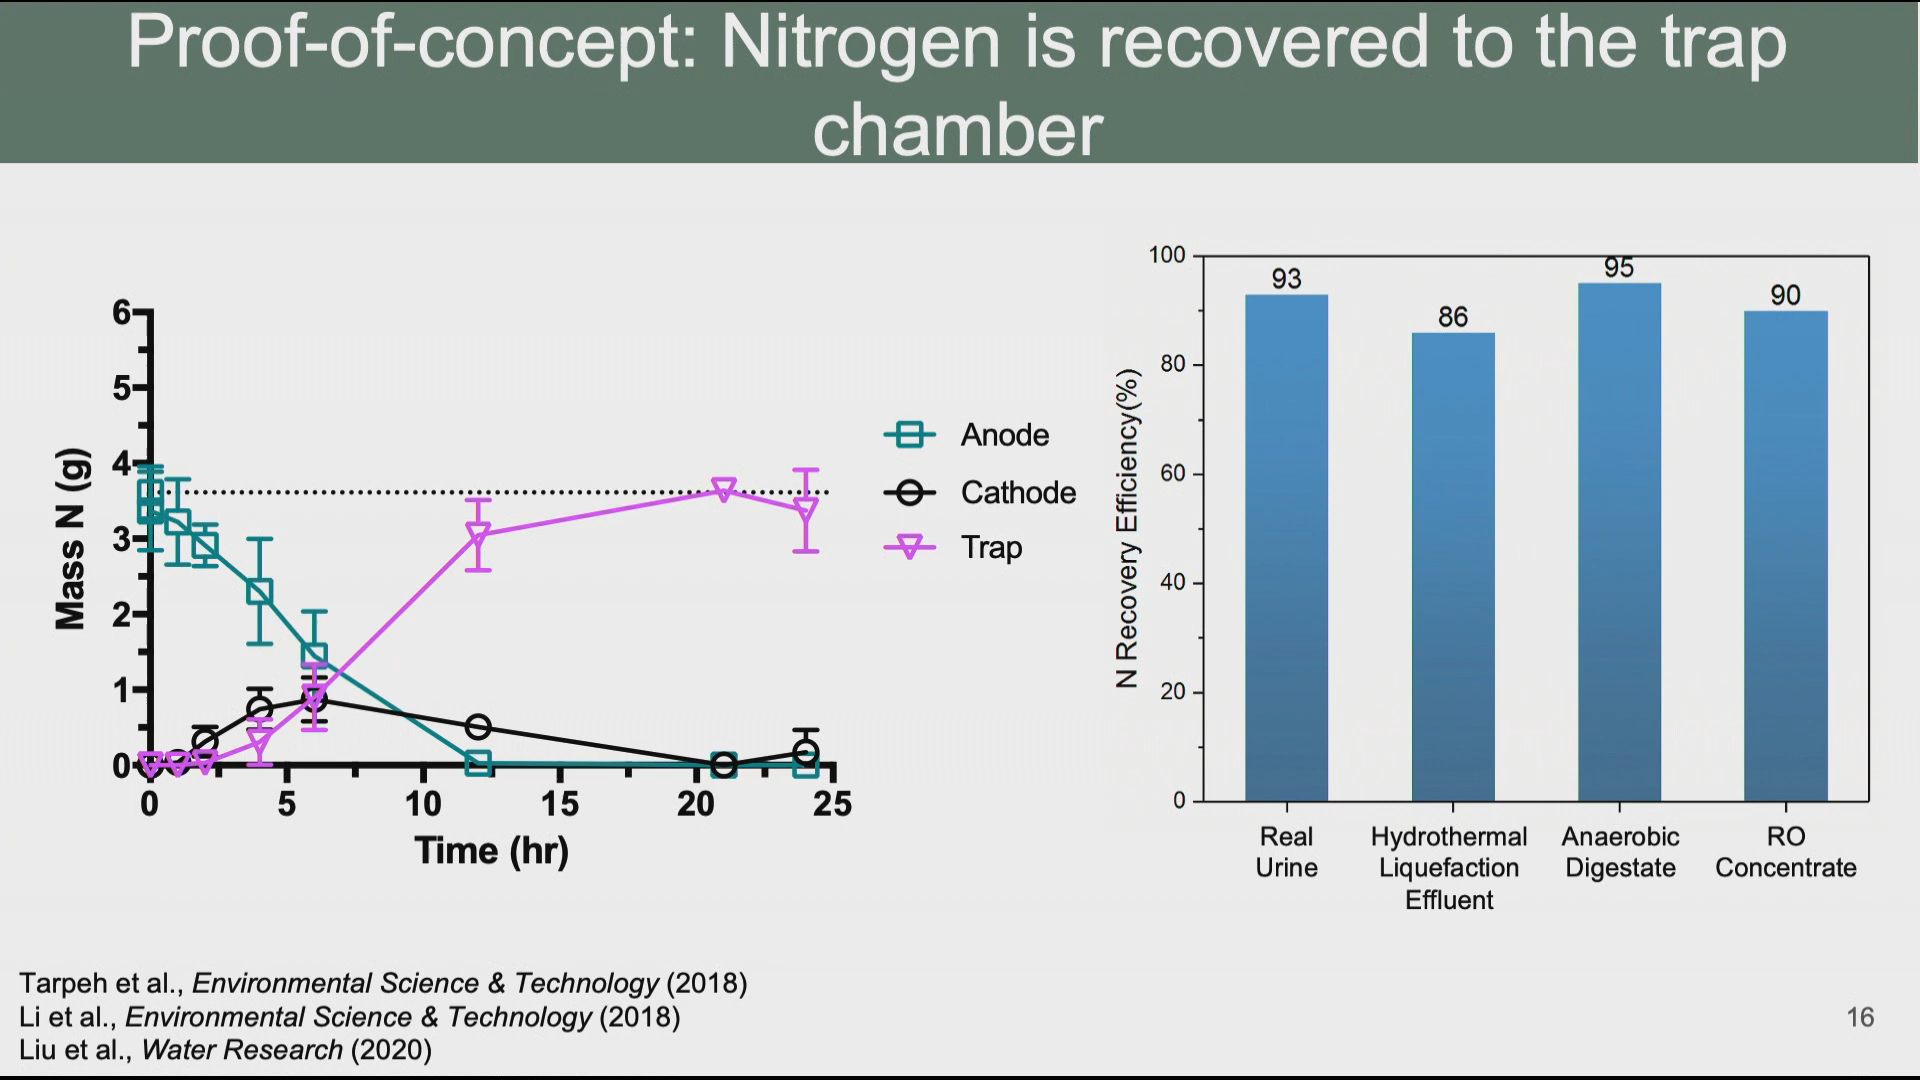 Proof-of-concept: Nitrogen is recovered to the trap
chamber
6
5
4
3
2
1
0
Mass N (g)
0 5 10 15 20 25
Time (hr)
Anode
Cathode
Trap
100
80
60
40
20
0
N Recovery Efficiency(%)
93
86
95
90
Real
Urine
Hydrothermal
Liquefaction
Effluent
Anaerobic
Digestate
RO
Concentrate
Tarpeh et al., Environmental Science & Technology (2018)
Li et al., Environmental Science & Technology (2018)
Liu et al., Water Research (2020)
16